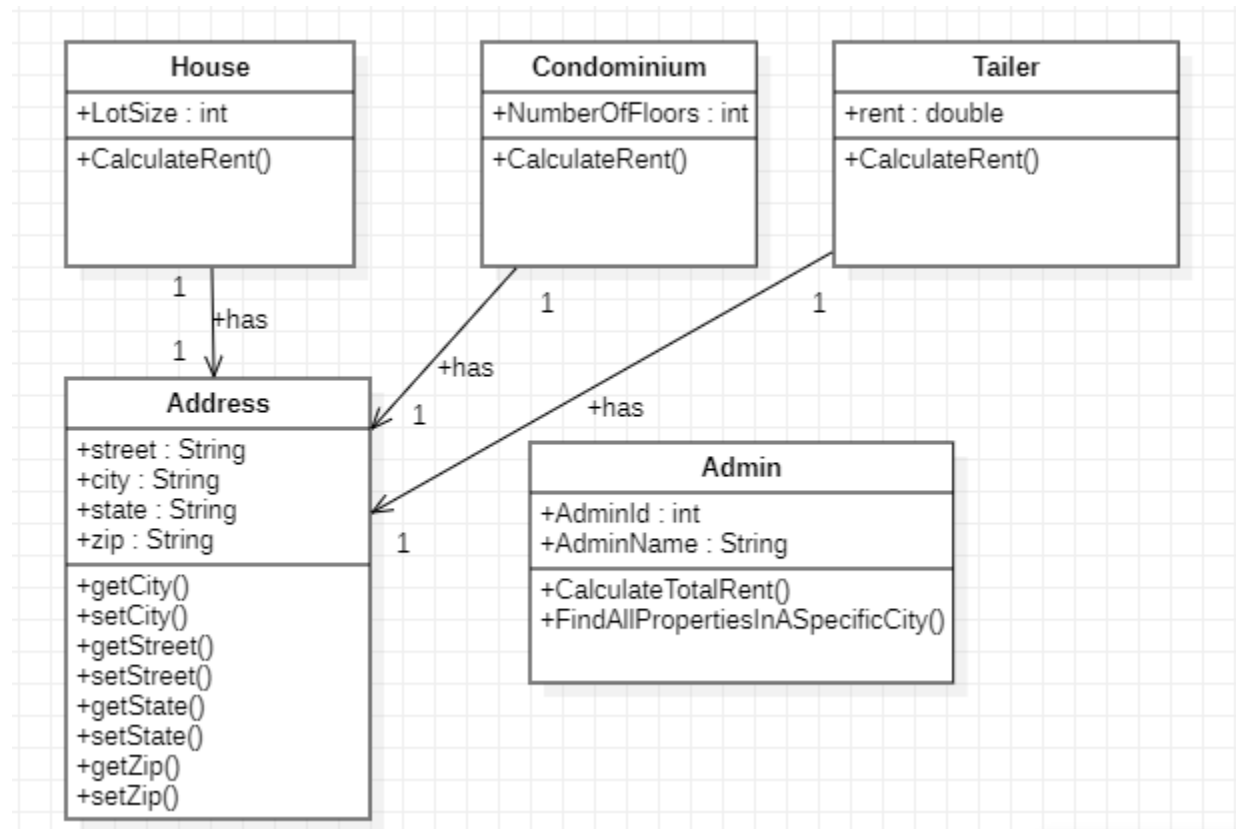 House
+LotSize : int
+CalculateRent()
Condominium
+NumberOfFloors : int
+CalculateRent()
Tailer
+rent : double
+CalculateRent()
1
+has
1
1
+has
1
1
+has
1
Address
+street : String
+city : String
+state : String
+zip : String
+getCity()
+setCity()
+getStreet()
+setStreet()
+getState()
+setState()
+getZip()
+setZip()
Admin
+AdminId : int
+AdminName : String
+CalculateTotalRent()
+FindAllPropertiesInASpecificCity()